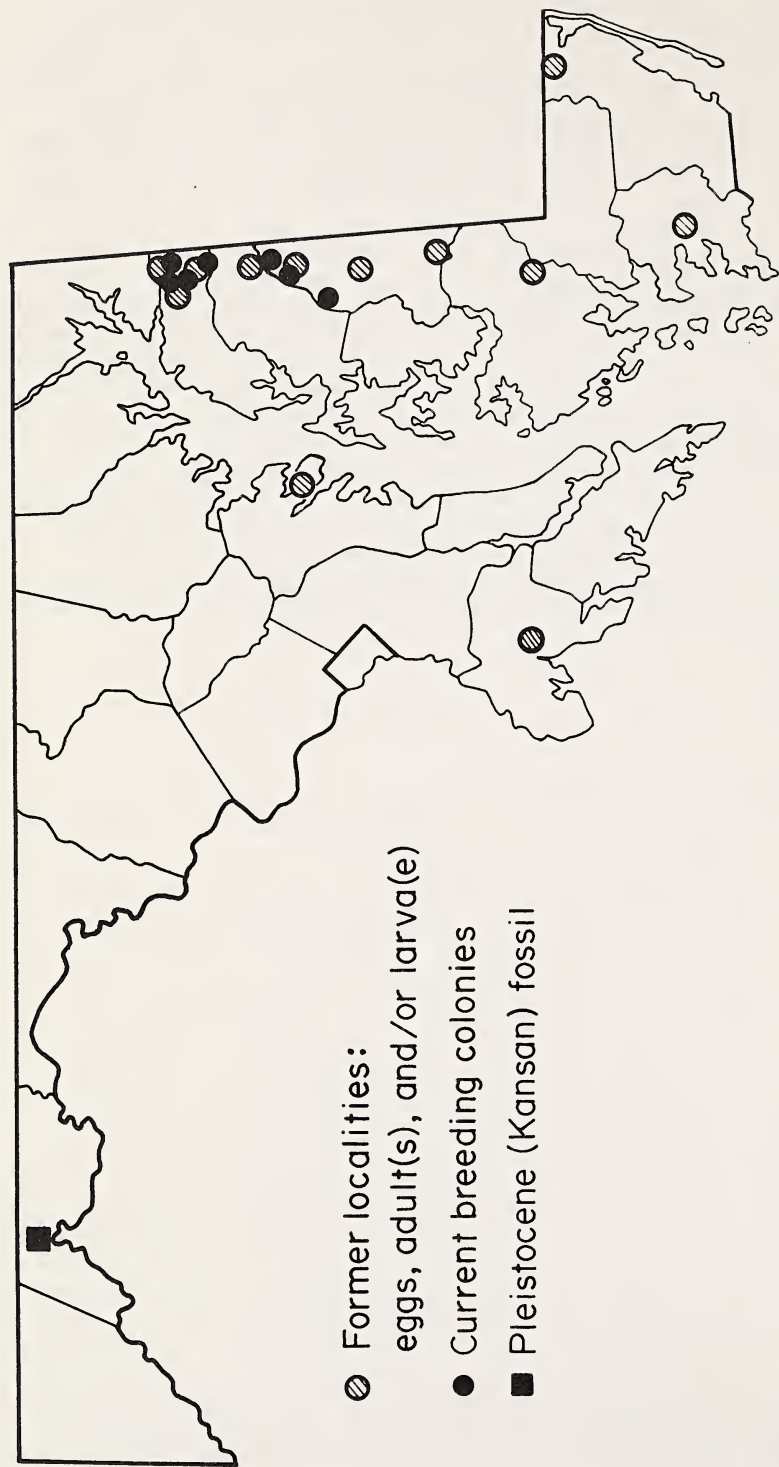 Former localities:
eggs, adult(s), and/or larva(e)
Current breeding colonies
Pleistocene (Kansan) fossil